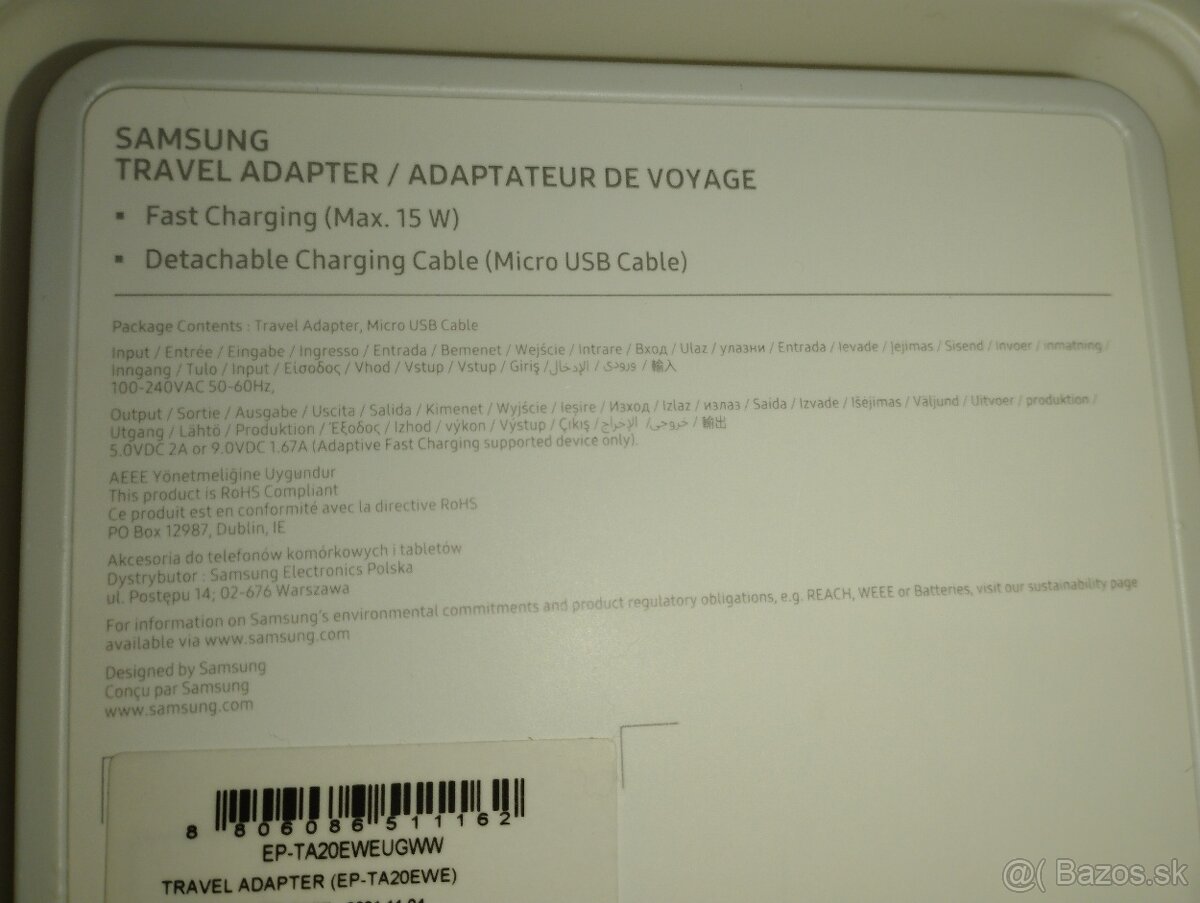 SAMSUNG
TRAVEL ADAPTER / ADAPTATEUR DE VOYAGE
▪ Fast Charging (Max. 15 W)
▪ Detachable Charging Cable (Micro USB Cable)
Package Contents : Travel Adapter, Micro USB Cable
Input / Entrée / Eingabe / Ingresso / Entrada / Bemenet / Wejście / Intrare / Вход / Ulaz / улазни / Entrada / Ievade / Įėjimas / Sisend / Invoer / inmatning /
Inngang / Tulo / Input / Είσοδος / Vhod / Vstup / Vstup / Giriş / الإدخال / ورودی / 輸入
100-240VAC 50-60Hz,
Output / Sortie / Ausgabe / Uscita / Salida / Kimenet / Wyjście / Ieșire / Изход / Izlaz / излаз / Saída / Izvade / Išėjimas / Väljund / Uitvoer / produktion /
Utgang / Lähtö / Produktion / Έξοδος / Izhod / výkon / Výstup / Çıkış / الإخراج / خروجی / 輸出
5.0VDC 2A or 9.0VDC 1.67A (Adaptive Fast Charging supported device only).
AEEE Yönetmeliğine Uygundur
This product is RoHS Compliant
Ce produit est en conformité avec la directive RoHS
PO Box 12987, Dublin, IE
Akcesoria do telefonów komórkowych i tabletów
Dystrybutor : Samsung Electronics Polska
ul. Postępu 14; 02-676 Warszawa
For information on Samsung's environmental commitments and product regulatory obligations, e.g. REACH, WEEE or Batteries, visit our sustainability page
available via www.samsung.com
Designed by Samsung
Conçu par Samsung
www.samsung.com
8 806086 511162
EP-TA20EWEUGWW
TRAVEL ADAPTER (EP-TA20EWE)
@( Bazos.sk